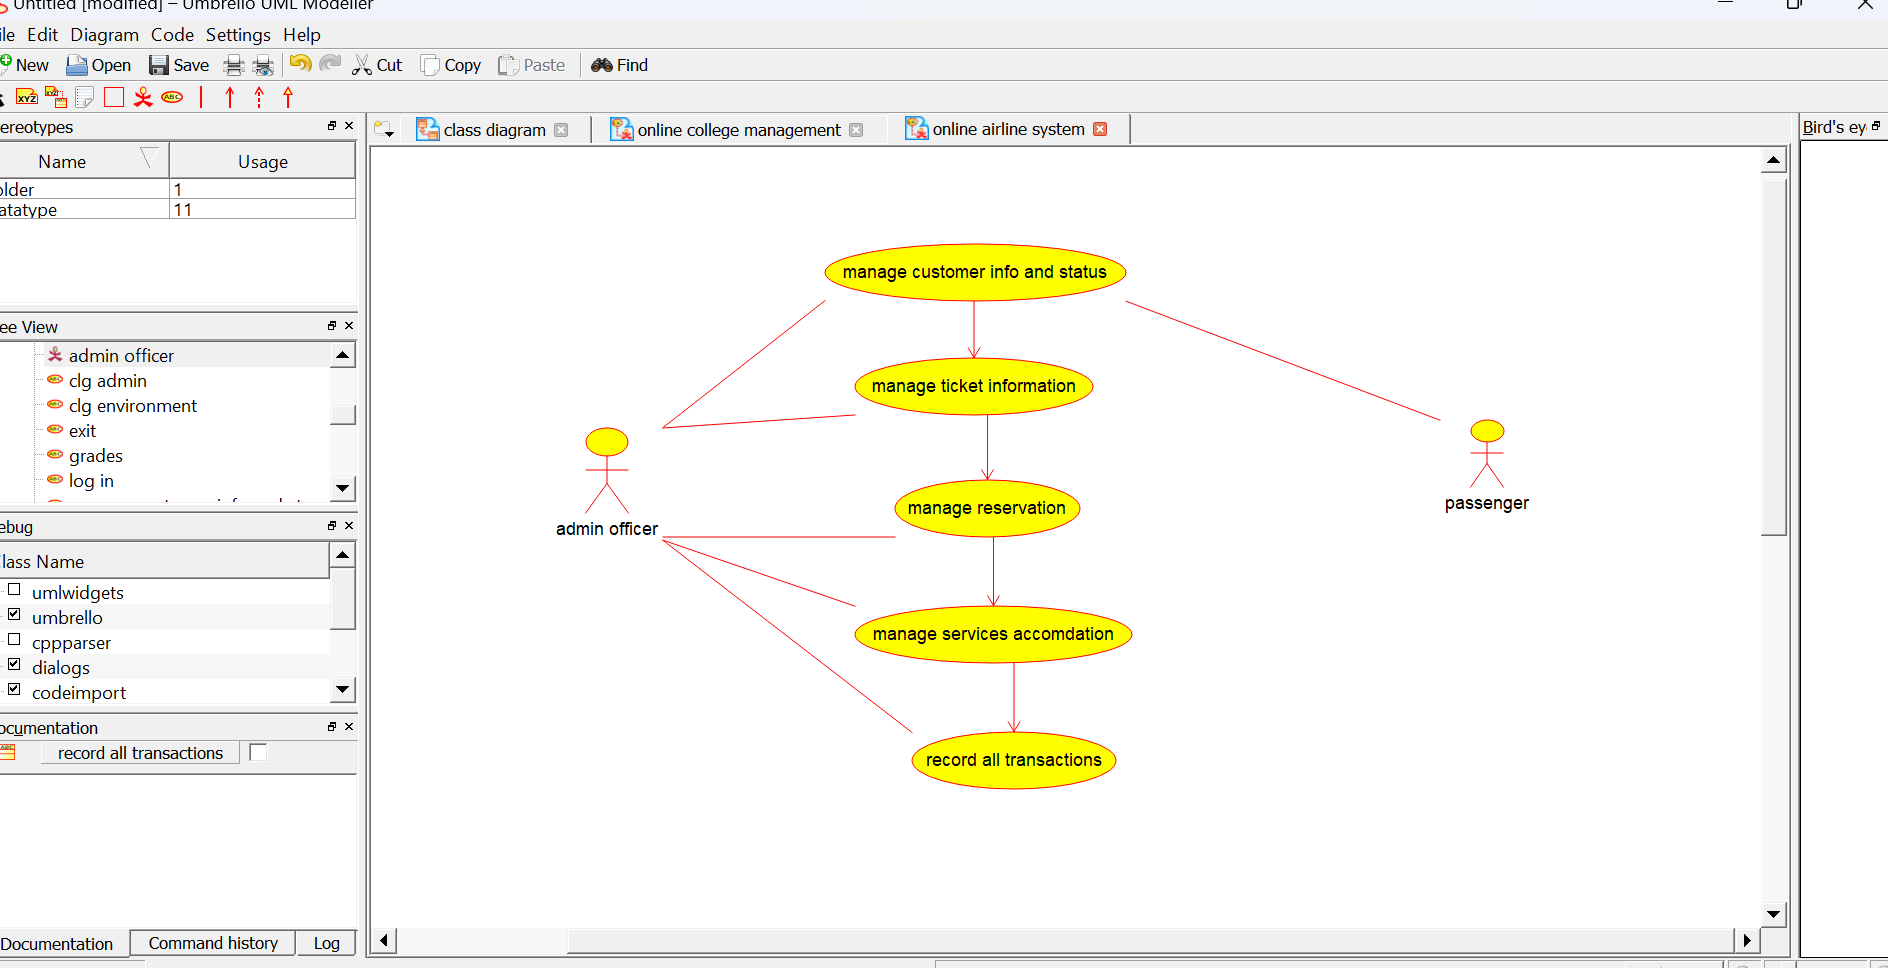 Untitled [modified] – Umbrello UML Modeller
ile Edit Diagram Code Settings Help
New Open Save Cut Copy Paste Find
XYZ XYZ ABC
ereotypes
Name Usage
older 1
atatype 11
class diagram online college management online airline system
Bird's ey
ee View
admin officer
clg admin
clg environment
exit
grades
log in
ebug
lass Name
umlwidgets
umbrello
cppparser
dialogs
codeimport
ocumentation
record all transactions
Documentation Command history Log
manage customer info and status
manage ticket information
manage reservation
manage services accomdation
record all transactions
admin officer
passenger